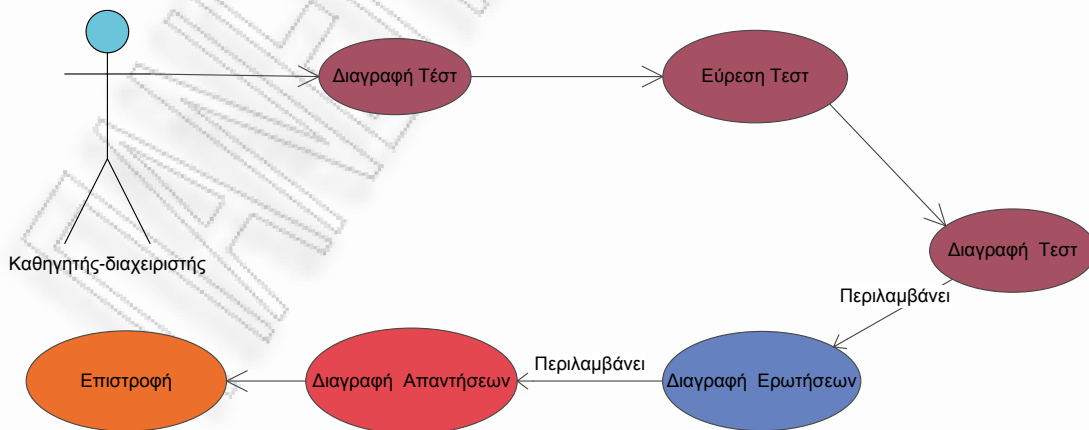 Διαγραφή Τέστ
Εύρεση Τεστ
Διαγραφή Τεστ
Καθηγητής-διαχειριστής
Περιλαμβάνει
Περιλαμβάνει
Επιστροφή
Διαγραφή Απαντήσεων
Διαγραφή Ερωτήσεων